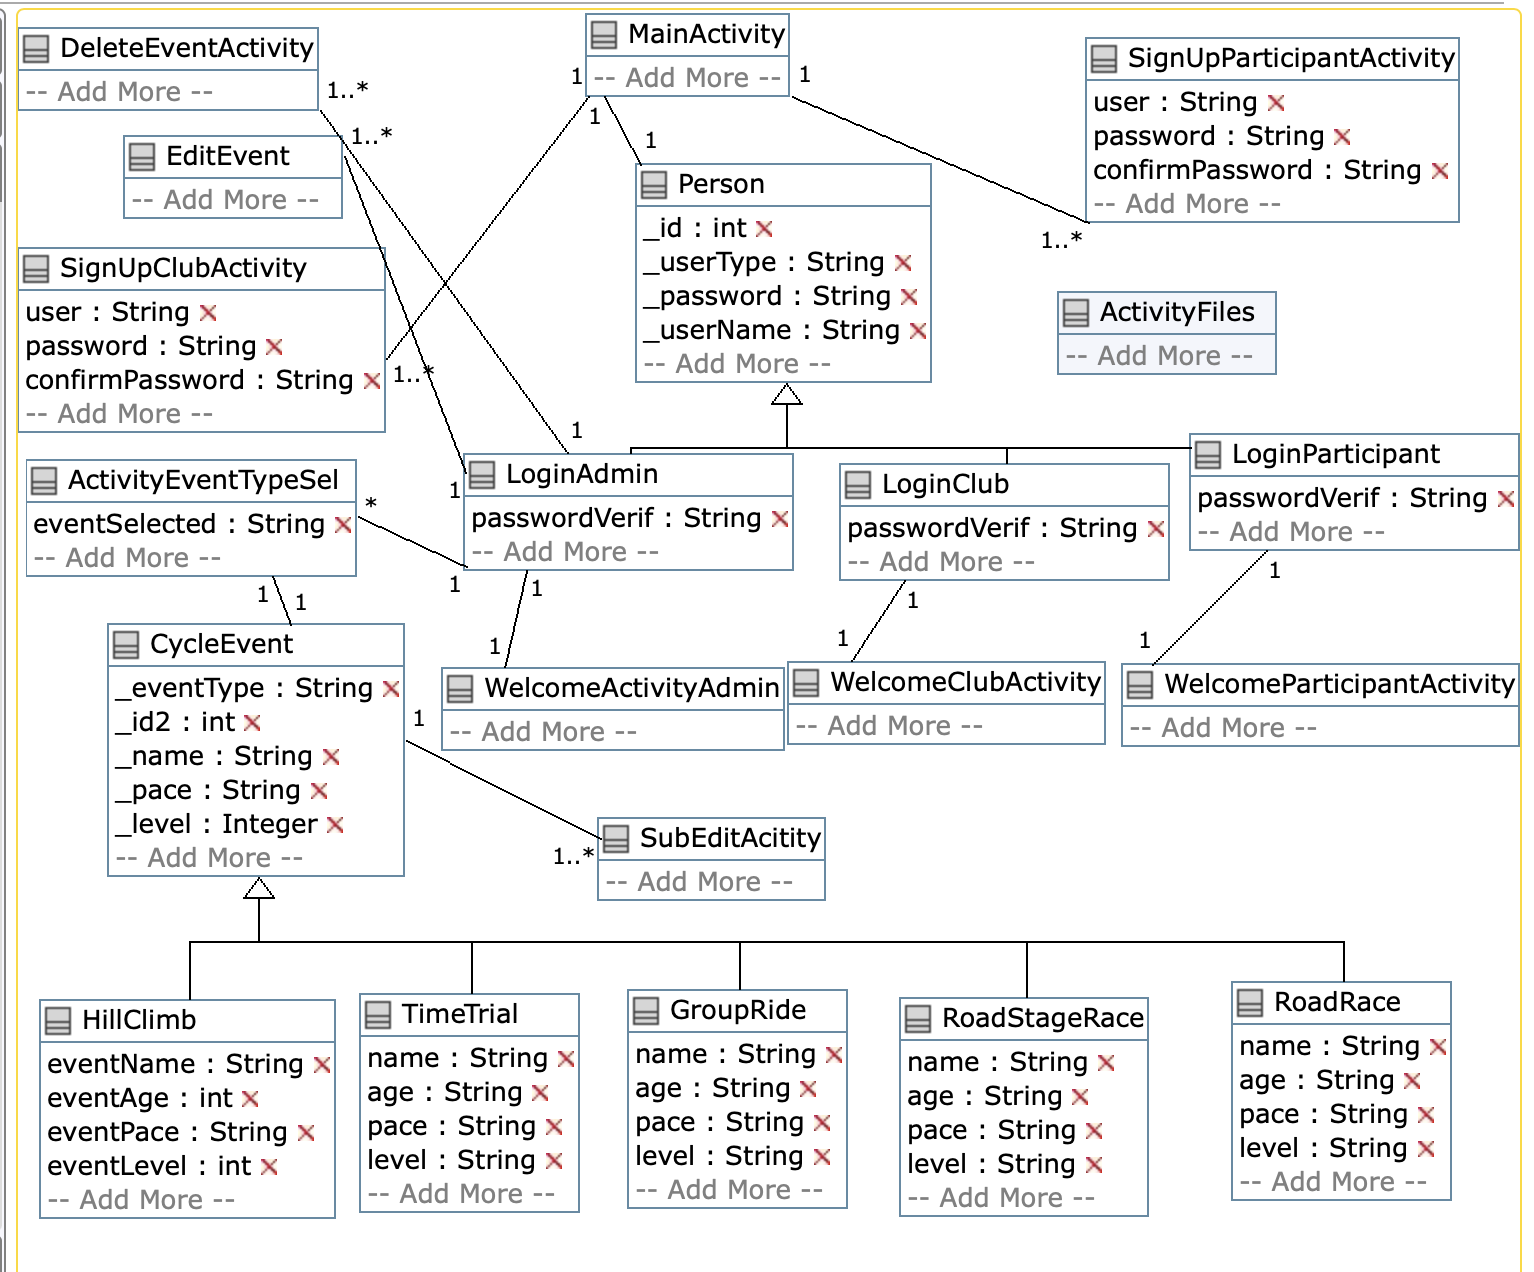 DeleteEventActivity
-- Add More --
1..*
MainActivity
-- Add More --
1
1
1
1
SignUpParticipantActivity
user : String
password : String
confirmPassword : String
-- Add More --
1..*
EditEvent
-- Add More --
1..*
Person
_id : int
_userType : String
_password : String
_userName : String
-- Add More --
SignUpClubActivity
user : String
password : String
confirmPassword : String
-- Add More --
1..*
ActivityFiles
-- Add More --
ActivityEventTypeSel
eventSelected : String
-- Add More --
*
1
1
1
1
LoginAdmin
passwordVerif : String
-- Add More --
1
1
LoginClub
passwordVerif : String
-- Add More --
1
LoginParticipant
passwordVerif : String
-- Add More --
1
CycleEvent
_eventType : String
_id2 : int
_name : String
_pace : String
_level : Integer
-- Add More --
1
1
WelcomeActivityAdmin
-- Add More --
1
WelcomeClubActivity
-- Add More --
1
WelcomeParticipantActivity
-- Add More --
1..*
SubEditAcitity
-- Add More --
HillClimb
eventName : String
eventAge : int
eventPace : String
eventLevel : int
-- Add More --
TimeTrial
name : String
age : String
pace : String
level : String
-- Add More --
GroupRide
name : String
age : String
pace : String
level : String
-- Add More --
RoadStageRace
name : String
age : String
pace : String
level : String
-- Add More --
RoadRace
name : String
age : String
pace : String
level : String
-- Add More --